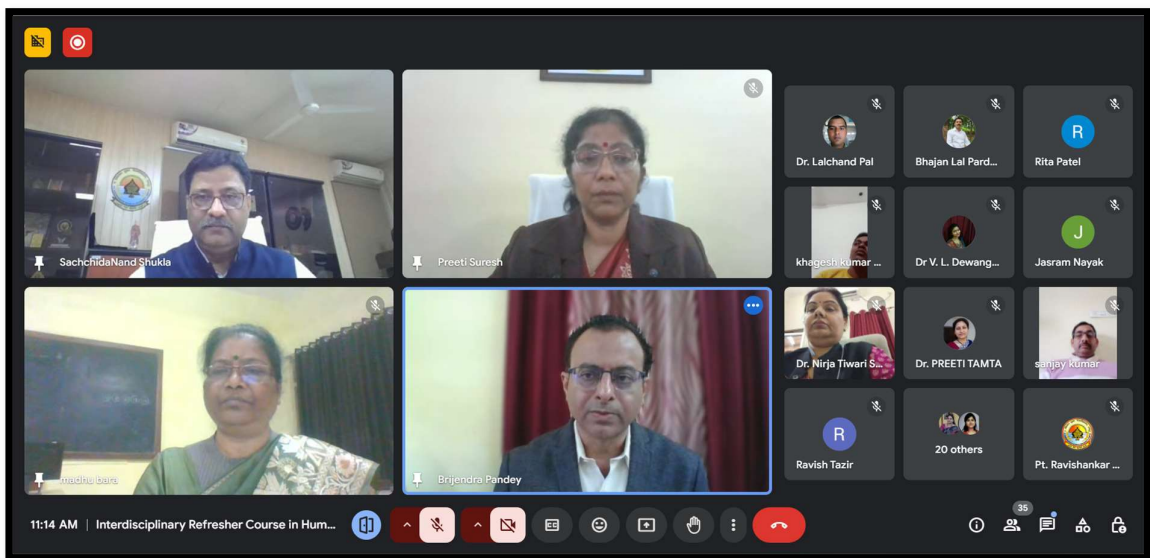 SachchidaNand Shukla
Preeti Suresh
madhu bara
Brijendra Pandey
Dr. Lalchand Pal
Bhajan Lal Pard...
R
Rita Patel
khagesh kumar ...
Dr V. L. Dewang...
J
Jasram Nayak
Dr. Nirja Tiwari S...
Dr. PREETI TAMTA
sanjay kumar
R
Ravish Tazir
20 others
Pt. Ravishankar ...
11:14 AM | Interdisciplinary Refresher Course in Hum...
CC
35